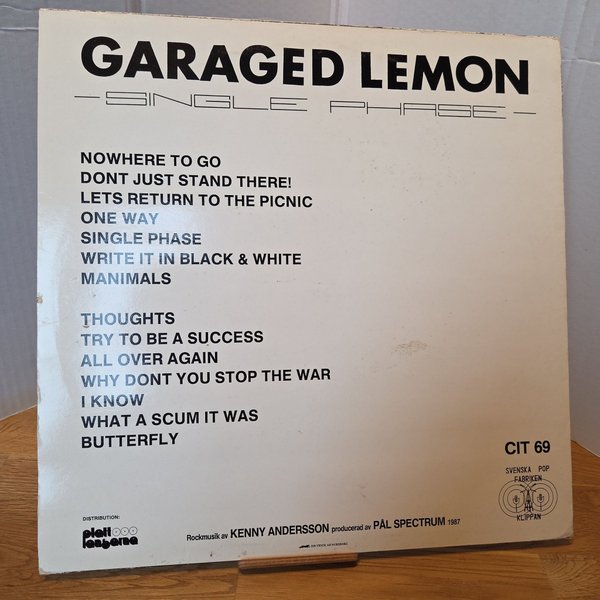 GARAGED LEMON
- SINGLE PHASE -
NOWHERE TO GO
DONT JUST STAND THERE!
LETS RETURN TO THE PICNIC
ONE WAY
SINGLE PHASE
WRITE IT IN BLACK & WHITE
MANIMALS
THOUGHTS
TRY TO BE A SUCCESS
ALL OVER AGAIN
WHY DONT YOU STOP THE WAR
I KNOW
WHAT A SCUM IT WAS
BUTTERFLY
CIT 69
SVENSKA POP
FABRIKEN
KLIPPAN
DISTRIBUTION:
platt
langarna
Rockmusik av KENNY ANDERSSON producerad av PÅL SPECTRUM 1987